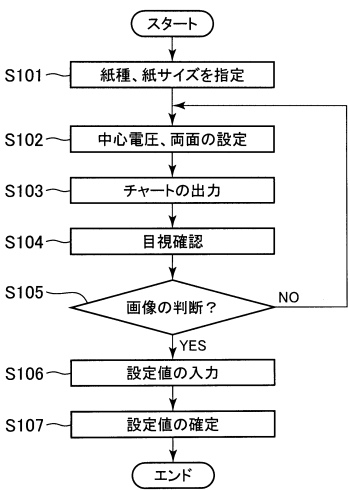 スタート
S101 紙種、紙サイズを指定
S102 中心電圧、両面の設定
S103 チャートの出力
S104 目視確認
S105 画像の判断？ NO
YES
S106 設定値の入力
S107 設定値の確定
エンド